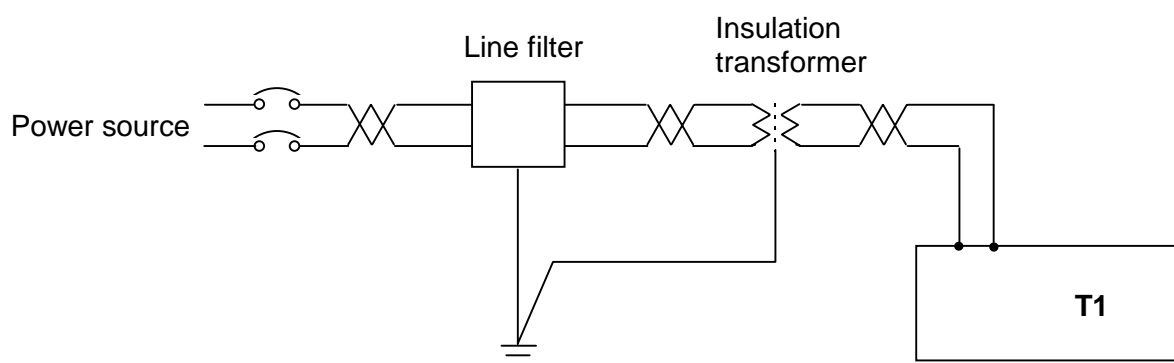 Insulation
transformer
Line filter
Power source
T1